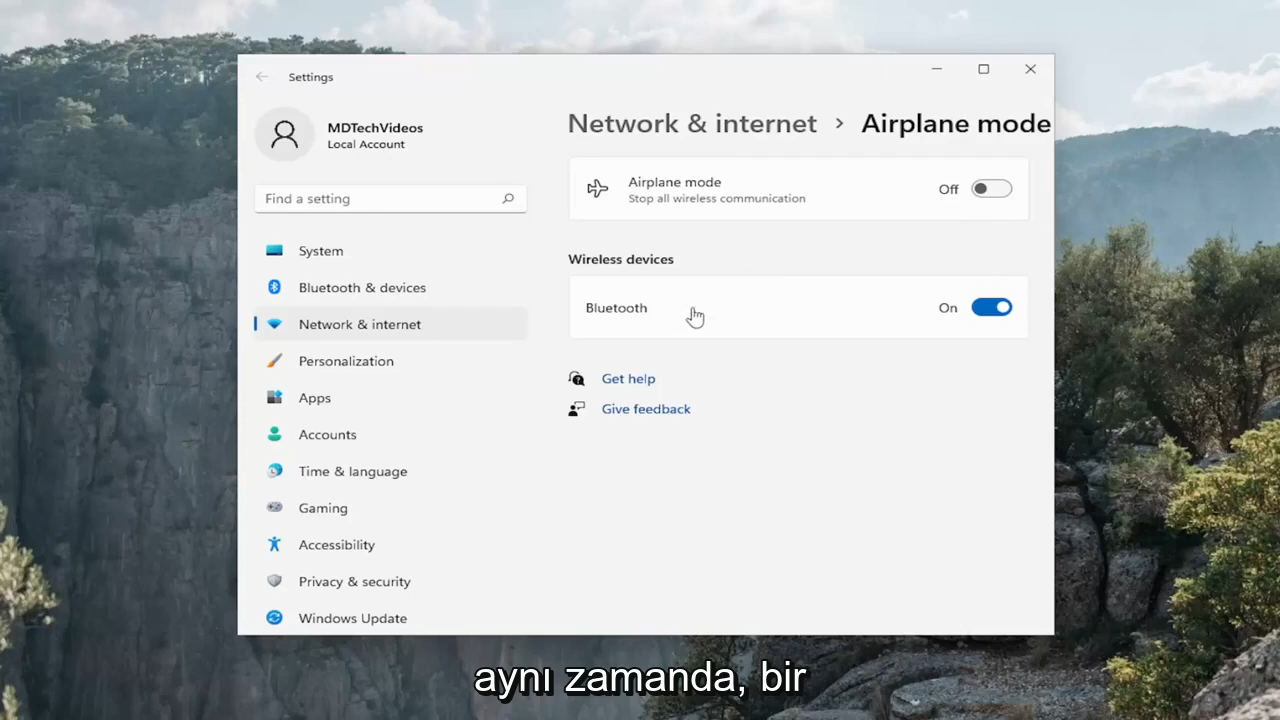 Settings
MDTechVideos
Local Account
Find a setting
System
Bluetooth & devices
Network & internet
Personalization
Apps
Accounts
Time & language
Gaming
Accessibility
Privacy & security
Windows Update
Network & internet > Airplane mode
Airplane mode
Stop all wireless communication
Off
Wireless devices
Bluetooth
On
Get help
Give feedback
aynı zamanda, bir